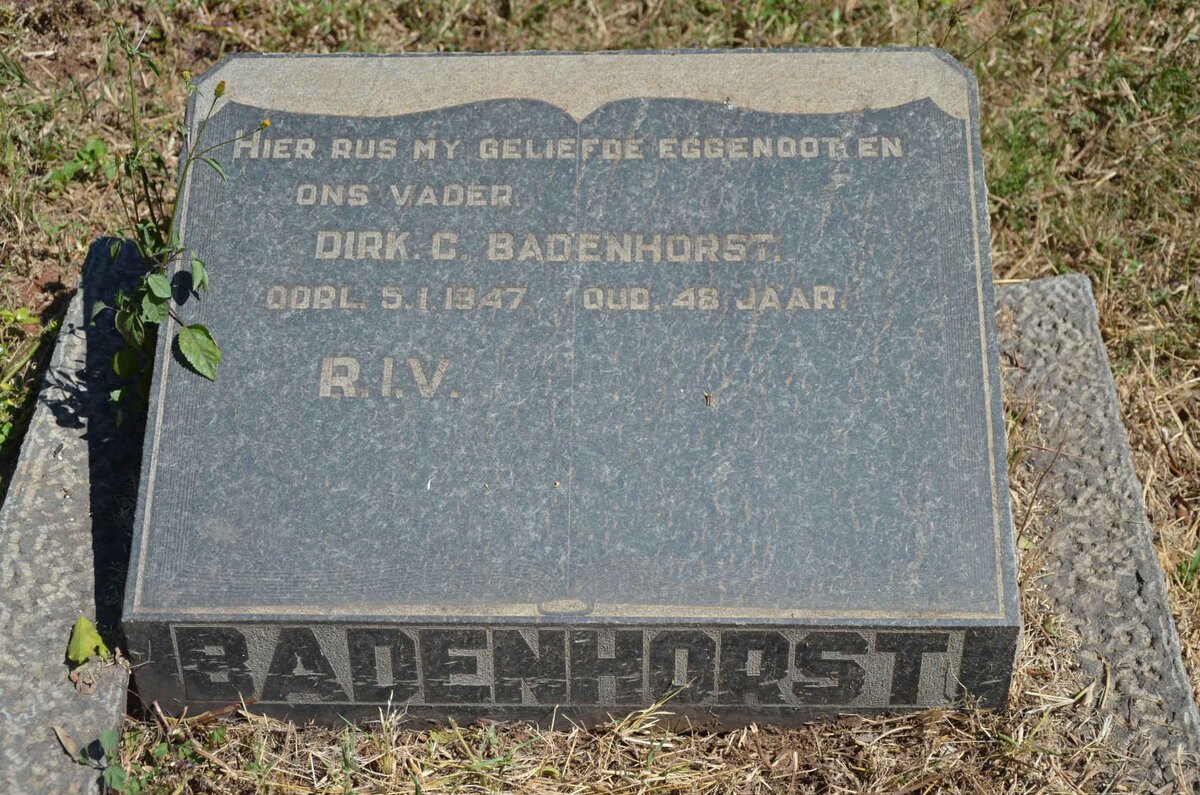 HIER RUS MY GELIEFDE EGGENOOT EN
ONS VADER
DIRK. C. BADENHORST.
OORL. 5.1.1947. OUD. 48 JAAR.
R.I.V.
BADENHORST